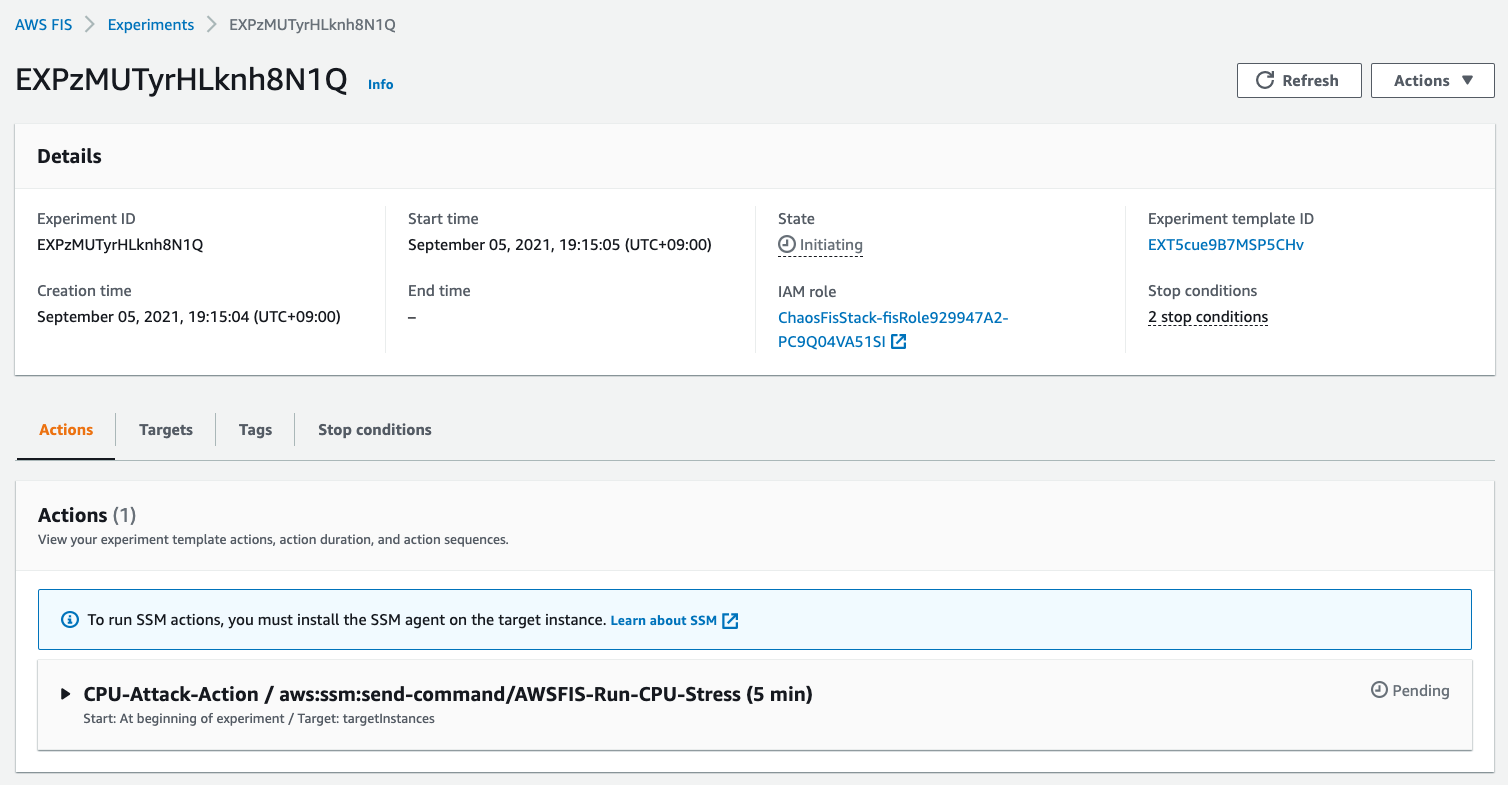 AWS FIS > Experiments > EXPzMUTyrHLknh8N1Q
EXPzMUTyrHLknh8N1Q Info
Refresh Actions
Details
Experiment ID
EXPzMUTyrHLknh8N1Q
Creation time
September 05, 2021, 19:15:04 (UTC+09:00)
Start time
September 05, 2021, 19:15:05 (UTC+09:00)
End time
–
State
Initiating
IAM role
ChaosFisStack-fisRole929947A2-
PC9Q04VA51SI
Experiment template ID
EXT5cue9B7MSP5CHv
Stop conditions
2 stop conditions
Actions Targets Tags Stop conditions
Actions (1)
View your experiment template actions, action duration, and action sequences.
To run SSM actions, you must install the SSM agent on the target instance. Learn about SSM
CPU-Attack-Action / aws:ssm:send-command/AWSFIS-Run-CPU-Stress (5 min)
Start: At beginning of experiment / Target: targetInstances
Pending